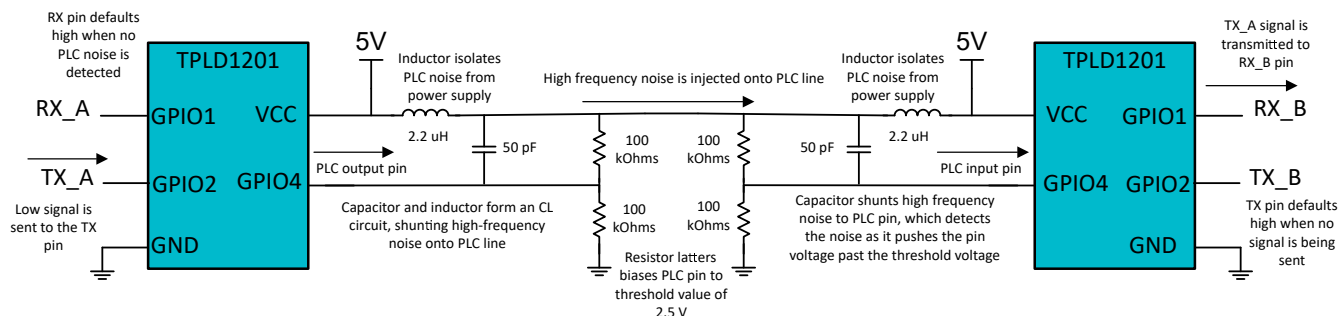 RX pin defaults
high when no
PLC noise is
detected
TPLD1201
RX_A
GPIO1
VCC
TX_A
GPIO2
GPIO4
Low signal is
sent to the TX
pin
GND
5V
Inductor isolates
PLC noise from
power supply
2.2 uH
PLC output pin
50 pF
Capacitor and inductor form an CL
circuit, shunting high-frequency
noise onto PLC line
High frequency noise is injected onto PLC line
100
kOhms
100
kOhms
100
kOhms
100
kOhms
Resistor latters
biases PLC pin to
threshold value of
2.5 V
Inductor isolates
PLC noise from
power supply
5V
2.2 uH
50 pF
PLC input pin
Capacitor shunts high frequency
noise to PLC pin, which detects
the noise as it pushes the pin
voltage past the threshold voltage
TPLD1201
VCC
GPIO1
GPIO4
GPIO2
GND
TX_A signal is
transmitted to
RX_B pin
RX_B
TX_B
TX pin defaults
high when no
signal is being
sent